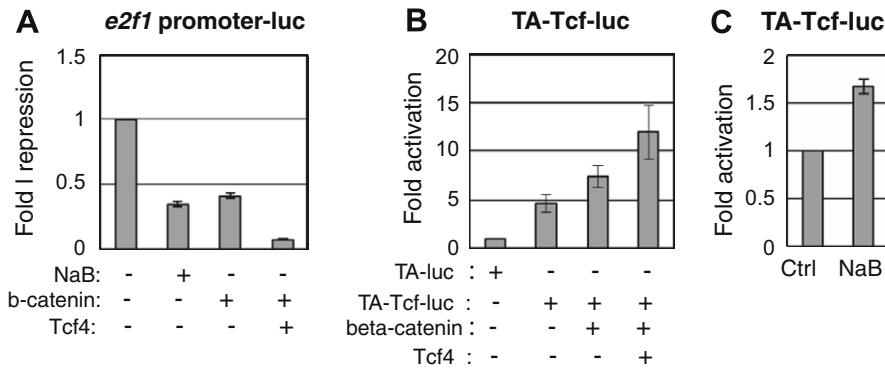 A e2f1 promoter-luc
Fold I repression
1.5
1
0.5
0
NaB: - + - -
b-catenin: - - + +
Tcf4: - - - +
B TA-Tcf-luc
Fold activation
20
15
10
5
0
TA-luc : + - - -
TA-Tcf-luc : - + + +
beta-catenin : - - + +
Tcf4 : - - - +
C TA-Tcf-luc
Fold activation
2
1.5
1
0.5
0
Ctrl NaB